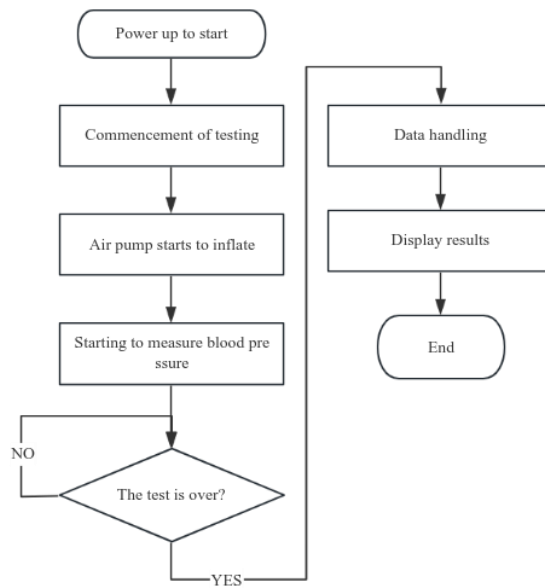 Power up to start
Commencement of testing
Air pump starts to inflate
Starting to measure blood pre
ssure
NO
The test is over?
YES
Data handling
Display results
End